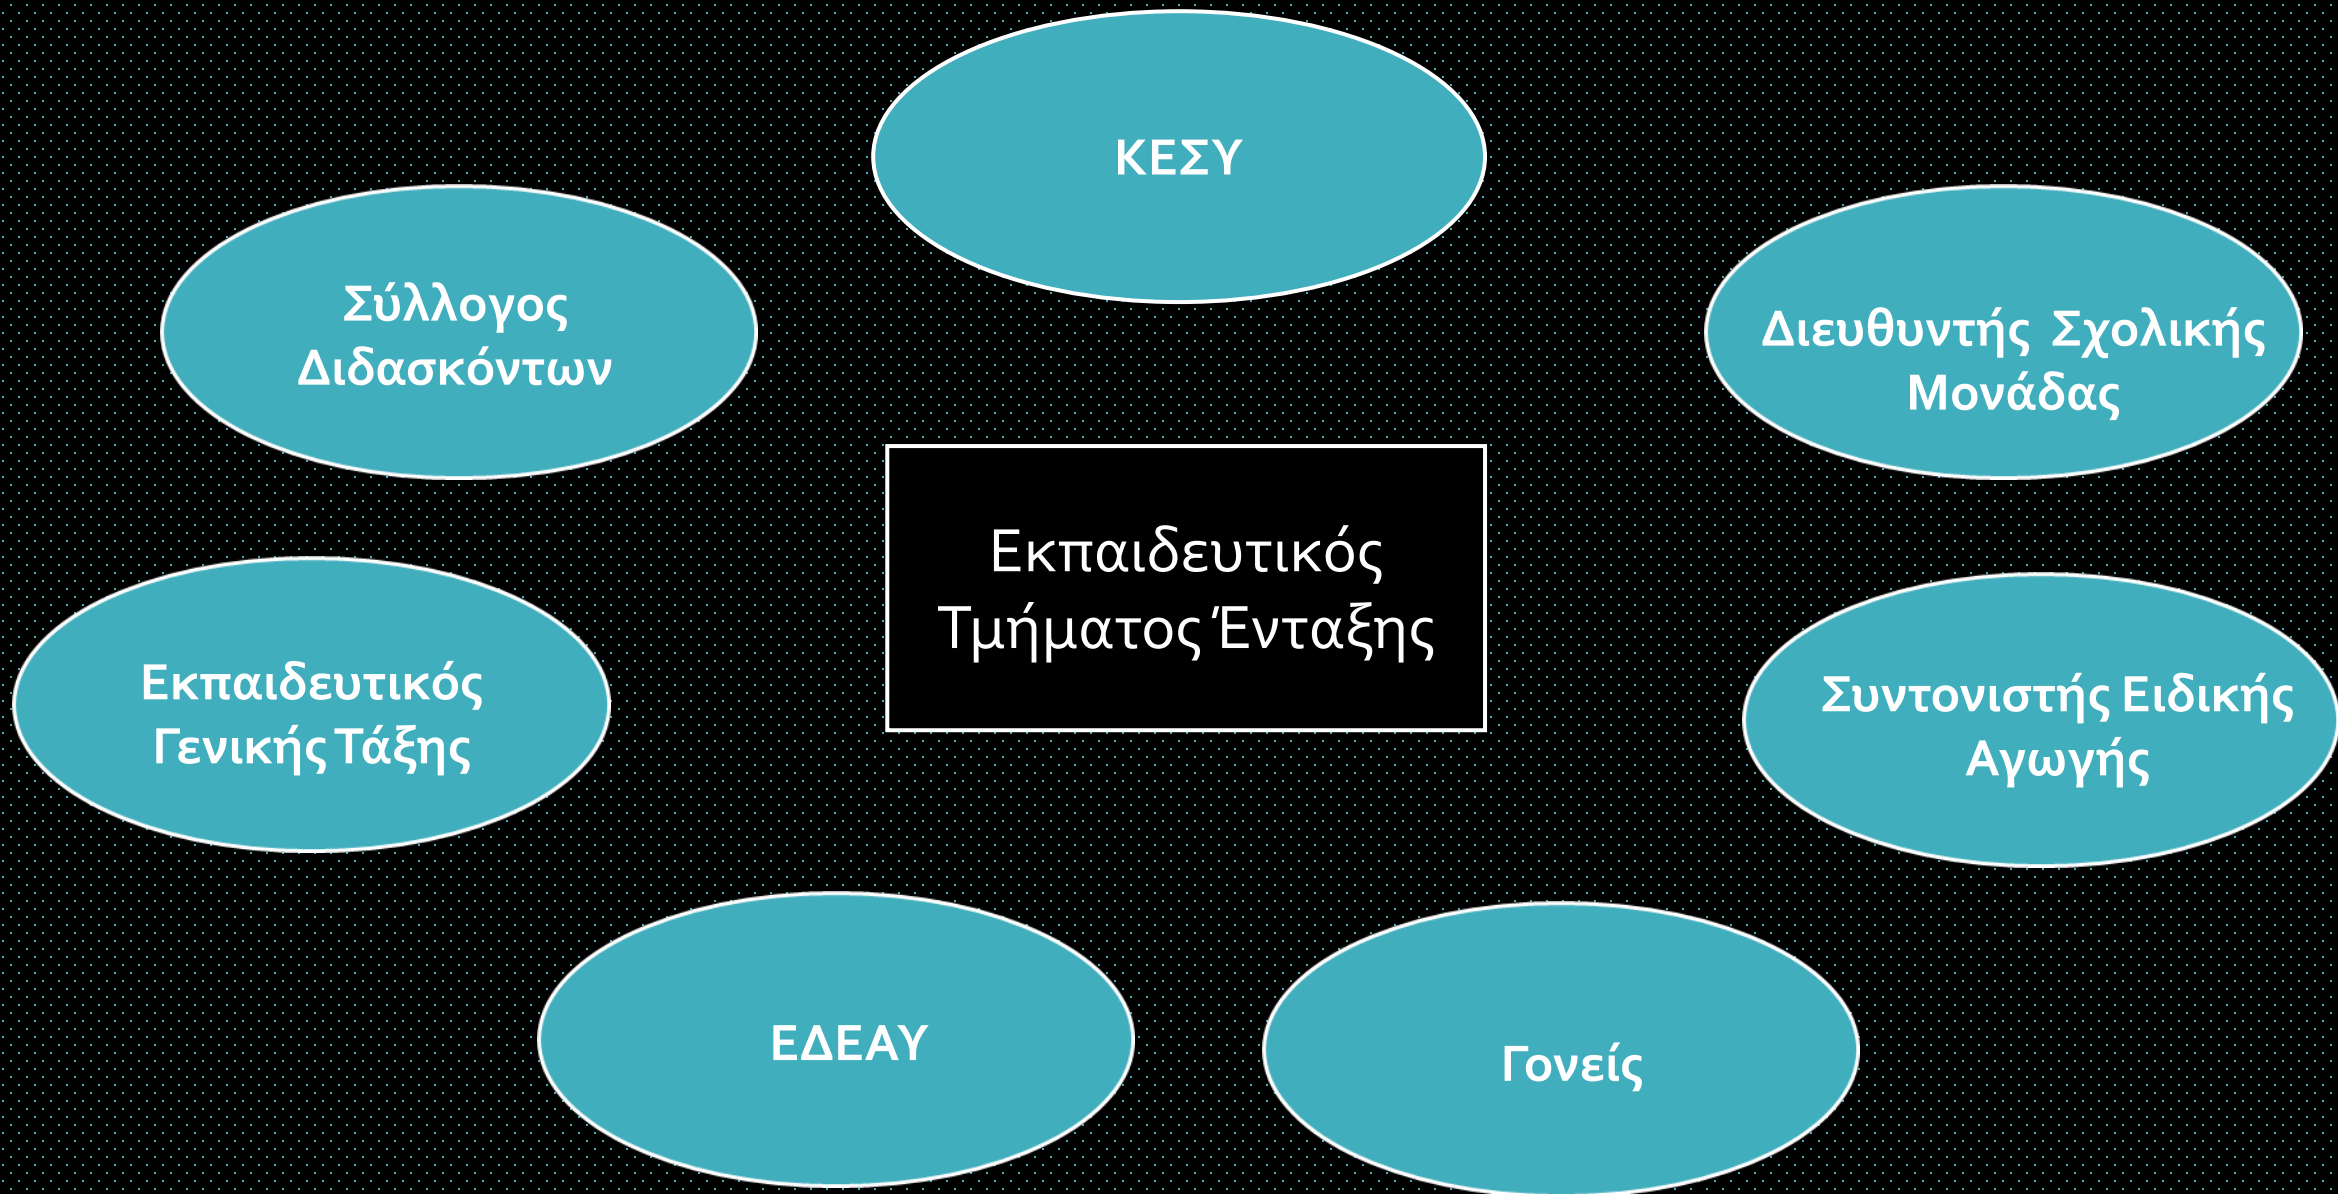 ΚΕΣΥ
Σύλλογος
Διδασκόντων
Διευθυντής Σχολικής
Μονάδας
Εκπαιδευτικός
Τμήματος Ένταξης
Εκπαιδευτικός
Γενικής Τάξης
Συντονιστής Ειδικής
Αγωγής
ΕΔΕΑΥ
Γονείς